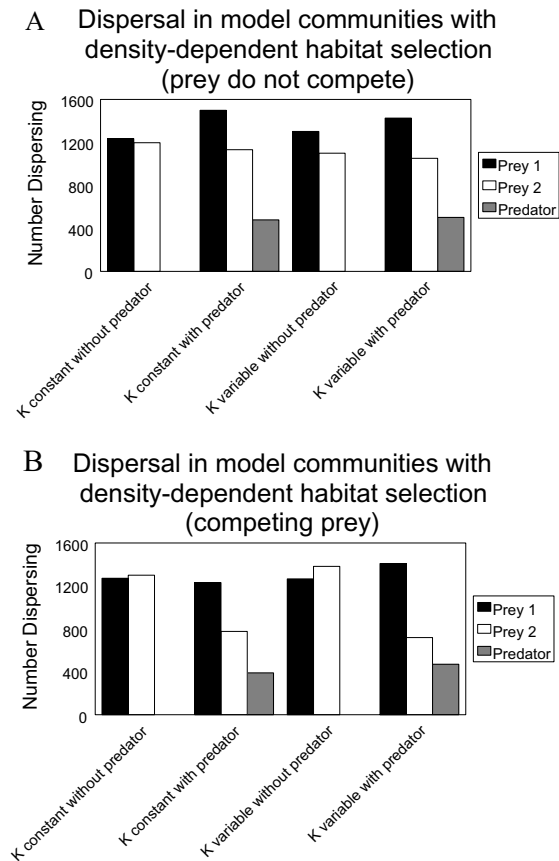 A
Dispersal in model communities with
density-dependent habitat selection
(prey do not compete)
Number Dispersing
1600
1200
800
400
0
Prey 1
Prey 2
Predator
K constant without predator
K constant with predator
K variable without predator
K variable with predator
B
Dispersal in model communities with
density-dependent habitat selection
(competing prey)
Number Dispersing
1600
1200
800
400
0
Prey 1
Prey 2
Predator
K constant without predator
K constant with predator
K variable without predator
K variable with predator